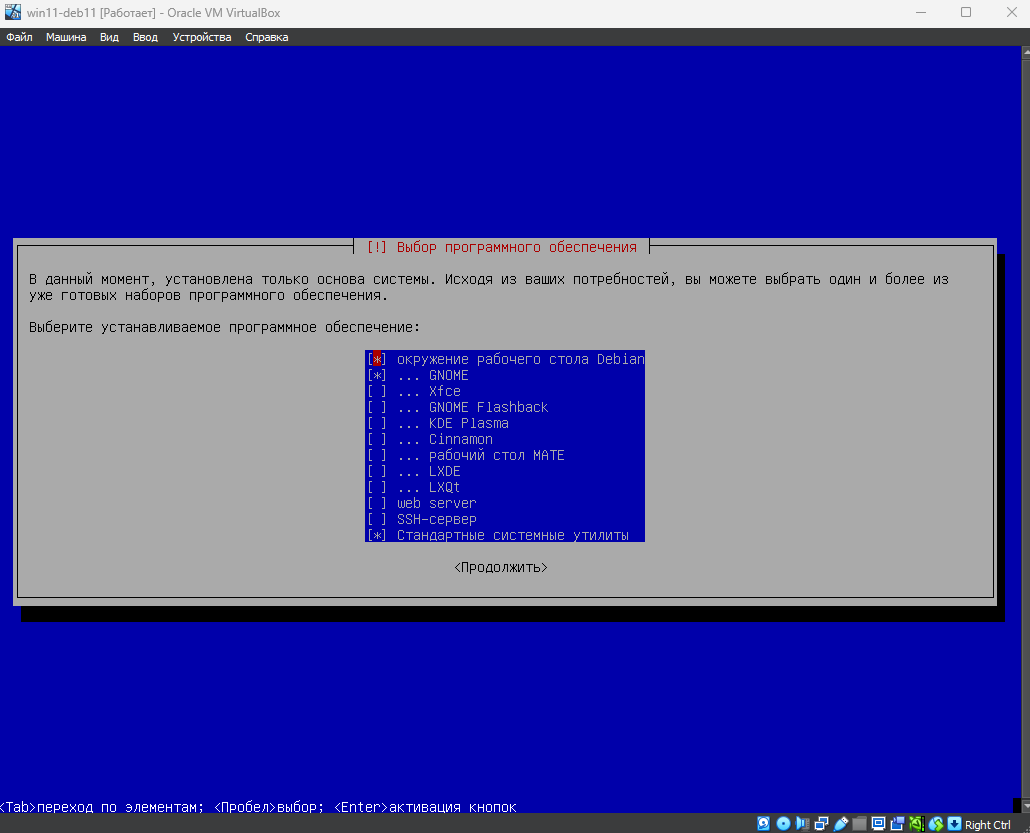 win11-deb11 [Работает] - Oracle VM VirtualBox
Файл Машина Вид Ввод Устройства Справка
[!] Выбор программного обеспечения
В данный момент, установлена только основа системы. Исходя из ваших потребностей, вы можете выбрать один и более из
уже готовых наборов программного обеспечения.
Выберите устанавливаемое программное обеспечение:
[*] окружение рабочего стола Debian
[*] ... GNOME
[ ] ... Xfce
[ ] ... GNOME Flashback
[ ] ... KDE Plasma
[ ] ... Cinnamon
[ ] ... рабочий стол MATE
[ ] ... LXDE
[ ] ... LXQt
[ ] web server
[ ] SSH-сервер
[*] Стандартные системные утилиты
<Продолжить>
<Tab>переход по элементам; <Пробел>выбор; <Enter>активация кнопок
Right Ctrl